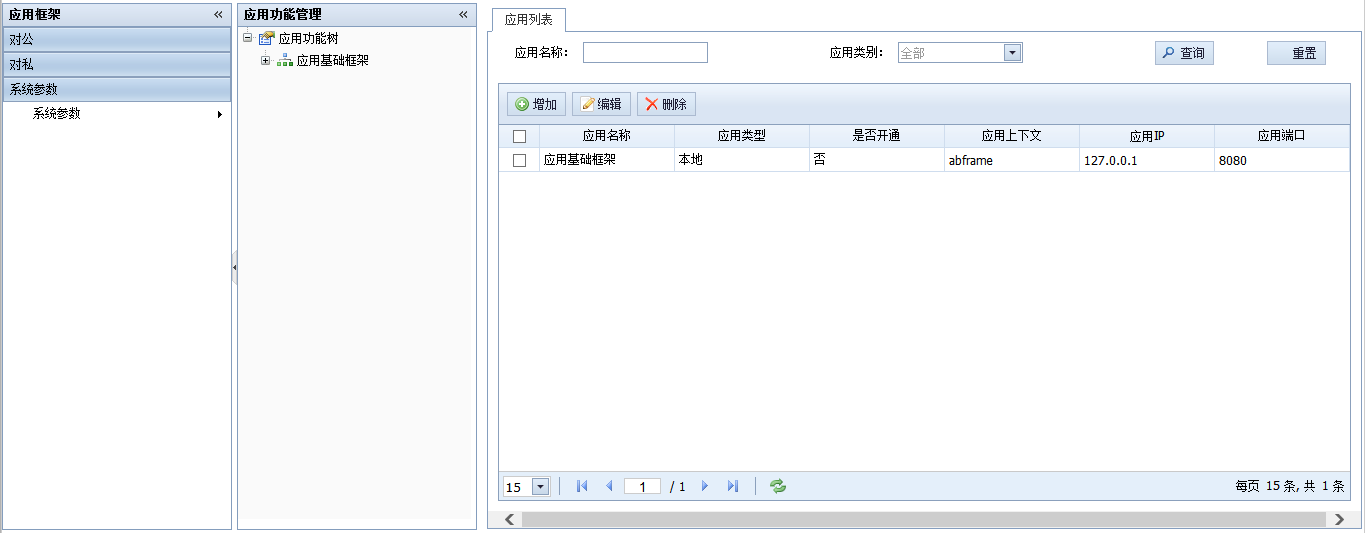 应用框架
对公
对私
系统参数
系统参数
应用功能管理
应用功能树
应用基础框架
应用列表
应用名称: 应用类别: 全部 查询 重置
增加 编辑 删除
应用名称 应用类型 是否开通 应用上下文 应用IP 应用端口
应用基础框架 本地 否 abframe 127.0.0.1 8080
15 1 / 1 每页 15 条, 共 1 条